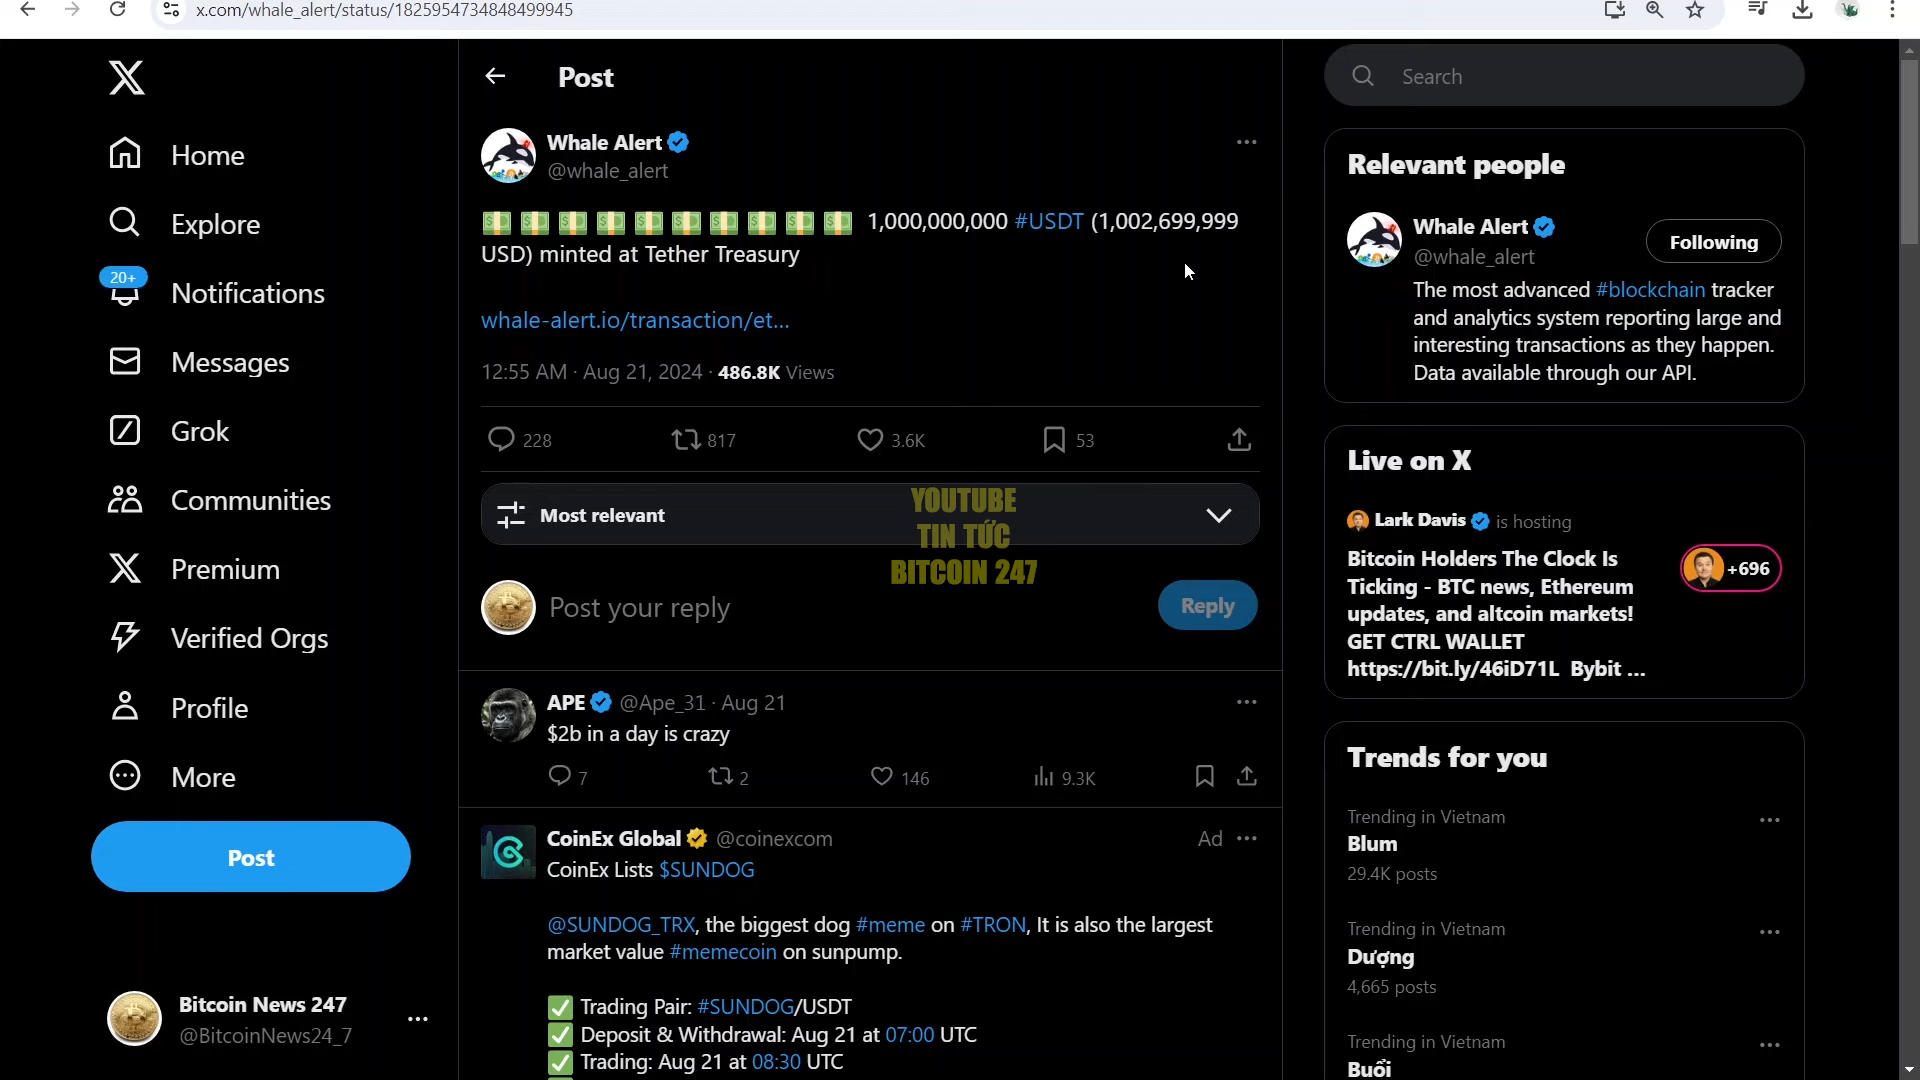 x.com/whale_alert/status/1825954734848499945
Post
Search
Home
Explore
20+
Notifications
Messages
Grok
Communities
Premium
Verified Orgs
Profile
More
Post
Bitcoin News 247
@BitcoinNews24_7
Whale Alert
@whale_alert
1,000,000,000 #USDT (1,002,699,999
USD) minted at Tether Treasury
whale-alert.io/transaction/et...
12:55 AM · Aug 21, 2024 · 486.8K Views
228 817 3.6K 53
Most relevant
YOUTUBE
TIN TỨC
BITCOIN 247
Post your reply
Reply
APE @Ape_31 · Aug 21
$2b in a day is crazy
7 2 146 9.3K
CoinEx Global @coinexcom Ad
CoinEx Lists $SUNDOG
@SUNDOG_TRX, the biggest dog #meme on #TRON, It is also the largest
market value #memecoin on sunpump.
Trading Pair: #SUNDOG/USDT
Deposit & Withdrawal: Aug 21 at 07:00 UTC
Trading: Aug 21 at 08:30 UTC
Relevant people
Whale Alert
@whale_alert
Following
The most advanced #blockchain tracker
and analytics system reporting large and
interesting transactions as they happen.
Data available through our API.
Live on X
Lark Davis is hosting
Bitcoin Holders The Clock Is
Ticking - BTC news, Ethereum
updates, and altcoin markets!
GET CTRL WALLET
https://bit.ly/46iD71L Bybit ...
+696
Trends for you
Trending in Vietnam
Blum
29.4K posts
Trending in Vietnam
Dượng
4,665 posts
Trending in Vietnam
Buổi